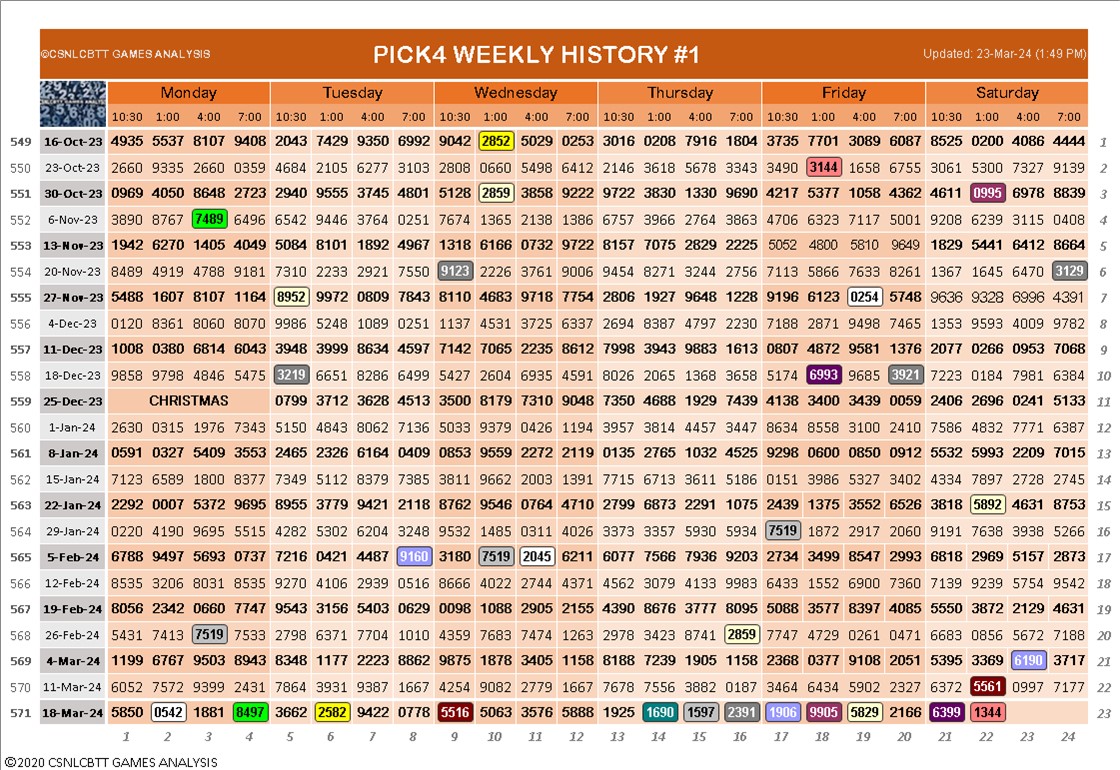 ©CSNLCBTT GAMES ANALYSIS PICK4 WEEKLY HISTORY #1 Updated: 23-Mar-24 (1:49 PM)
Monday Tuesday Wednesday Thursday Friday Saturday
10:30 1:00 4:00 7:00 10:30 1:00 4:00 7:00 10:30 1:00 4:00 7:00 10:30 1:00 4:00 7:00 10:30 1:00 4:00 7:00 10:30 1:00 4:00 7:00
549 16-Oct-23 4935 5537 8107 9408 2043 7429 9350 6992 9042 2852 5029 0253 3016 0208 7916 1804 3735 7701 3089 6087 8525 0200 4086 4444 1
550 23-Oct-23 2660 9335 2660 0359 4684 2105 6277 3103 2808 0660 5498 6412 2146 3618 5678 3343 3490 3144 1658 6755 3061 5300 7327 9139 2
551 30-Oct-23 0969 4050 8648 2723 2940 9555 3745 4801 5128 2859 3858 9222 9722 3830 1330 9690 4217 5377 1058 4362 4611 0995 6978 8839 3
552 6-Nov-23 3890 8767 7489 6496 6542 9446 3764 0251 7674 1365 2138 1386 6757 3966 2764 3863 4706 6323 7117 5001 9208 6239 3115 0408 4
553 13-Nov-23 1942 6270 1405 4049 5084 8101 1892 4967 1318 6166 0732 9722 8157 7075 2829 2225 5052 4800 5810 9649 1829 5441 6412 8664 5
554 20-Nov-23 8489 4919 4788 9181 7310 2233 2921 7550 9123 2226 3761 9006 9454 8271 3244 2756 7113 5866 7633 8261 1367 1645 6470 3129 6
555 27-Nov-23 5488 1607 8107 1164 8952 9972 0809 7843 8110 4683 9718 7754 2806 1927 9648 1228 9196 6123 0254 5748 9636 9328 6996 4391 7
556 4-Dec-23 0120 8361 8060 8070 9986 5248 1089 0251 1137 4531 3725 6337 2694 8387 4797 2230 7188 2871 9498 7465 1353 9593 4009 9782 8
557 11-Dec-23 1008 0380 6814 6043 3948 3999 8634 4597 7142 7065 2235 8612 7998 3943 9883 1613 0807 4872 9581 1376 2077 0266 0953 7068 9
558 18-Dec-23 9858 9798 4846 5475 3219 6651 8286 6499 5427 2604 6935 4591 8026 2065 1368 3658 5174 6993 9685 3921 7223 0184 7981 6384 10
559 25-Dec-23 CHRISTMAS 0799 3712 3628 4513 3500 8179 7310 9048 7350 4688 1929 7439 4138 3400 3439 0059 2406 2696 0241 5133 11
560 1-Jan-24 2630 0315 1976 7343 5150 4843 8062 7136 5033 9379 0426 1194 3957 3814 4457 3447 8634 8558 3100 2410 7586 4832 7771 6387 12
561 8-Jan-24 0591 0327 5409 3553 2465 2326 6164 0409 0853 9559 2272 2119 0135 2765 1032 4525 9298 0600 0850 0912 5532 5993 2209 7015 13
562 15-Jan-24 7123 6589 1800 8377 7349 5112 8379 7385 3811 9662 2003 1391 7715 6713 3611 5186 0151 3986 5327 3402 4334 7897 2728 2745 14
563 22-Jan-24 2292 0007 5372 9695 8955 3779 9421 2118 8762 9546 0764 4710 2799 6873 2291 1075 2439 1375 3552 6526 3818 5892 4631 8753 15
564 29-Jan-24 0220 4190 9695 5515 4282 5302 6204 3248 9532 1485 0311 4026 3373 3357 5930 5934 7519 1872 2917 2060 9191 7638 3938 5266 16
565 5-Feb-24 6788 9497 5693 0737 7216 0421 4487 9160 3180 7519 2045 6211 6077 7566 7936 9203 2734 3499 8547 2993 6818 2969 5157 2873 17
566 12-Feb-24 8535 3206 8031 8535 9270 4106 2939 0516 8666 4022 2744 4371 4562 3079 4133 9983 6433 1552 6900 7360 7139 9239 5754 9542 18
567 19-Feb-24 8056 2342 0660 7747 9543 3156 5403 0629 0098 1088 2905 2155 4390 8676 3777 8095 5088 3577 8397 4085 5550 3872 2129 4631 19
568 26-Feb-24 5431 7413 7519 7533 2798 6371 7704 1010 4359 7683 7474 1263 2978 3423 8741 2859 7747 4729 0261 0471 6683 0856 5672 7188 20
569 4-Mar-24 1199 6767 9503 8943 8348 1177 2223 8862 9875 1878 3405 1158 8188 7239 1905 1158 2368 0377 9108 2051 5395 3369 6190 3717 21
570 11-Mar-24 6052 7572 9399 2431 7864 3931 9387 1667 4254 9082 2779 1667 7678 7556 3882 0187 3464 6434 5902 2327 6372 5561 0997 7177 22
571 18-Mar-24 5850 0542 1881 8497 3662 2582 9422 0778 5516 5063 3576 5888 1925 1690 1597 2391 1906 9905 5829 2166 6399 1344 23
1 2 3 4 5 6 7 8 9 10 11 12 13 14 15 16 17 18 19 20 21 22 23 24
©2020 CSNLCBTT GAMES ANALYSIS